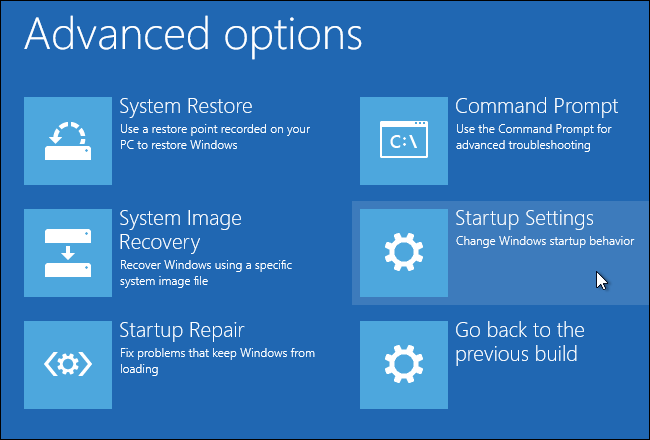 Advanced options
System Restore
Use a restore point recorded on your
PC to restore Windows
Command Prompt
Use the Command Prompt for
advanced troubleshooting
C:\
System Image
Recovery
Recover Windows using a specific
system image file
Startup Settings
Change Windows startup behavior
Startup Repair
Fix problems that keep Windows from
loading
Go back to the
previous build